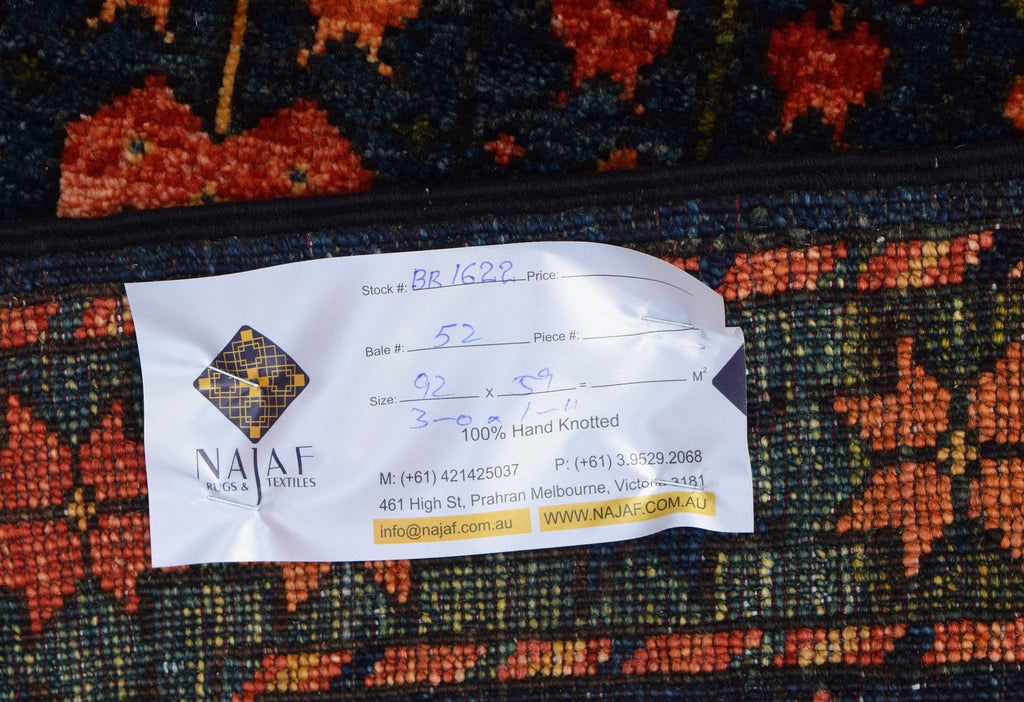 Stock #: BR1622 Price:
Bale #: 52 Piece #:
Size: 92 x 59 = M²
3-0 x 1-11
100% Hand Knotted
NAJAF
RUGS & TEXTILES
M: (+61) 421425037 P: (+61) 3.9529.2068
461 High St, Prahran Melbourne, Victoria 3181
info@najaf.com.au WWW.NAJAF.COM.AU